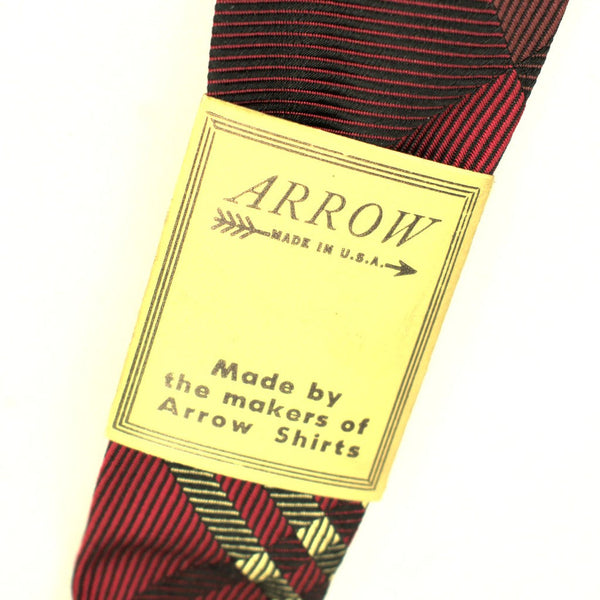 ARROW
MADE IN U.S.A.
Made by
the makers of
Arrow Shirts